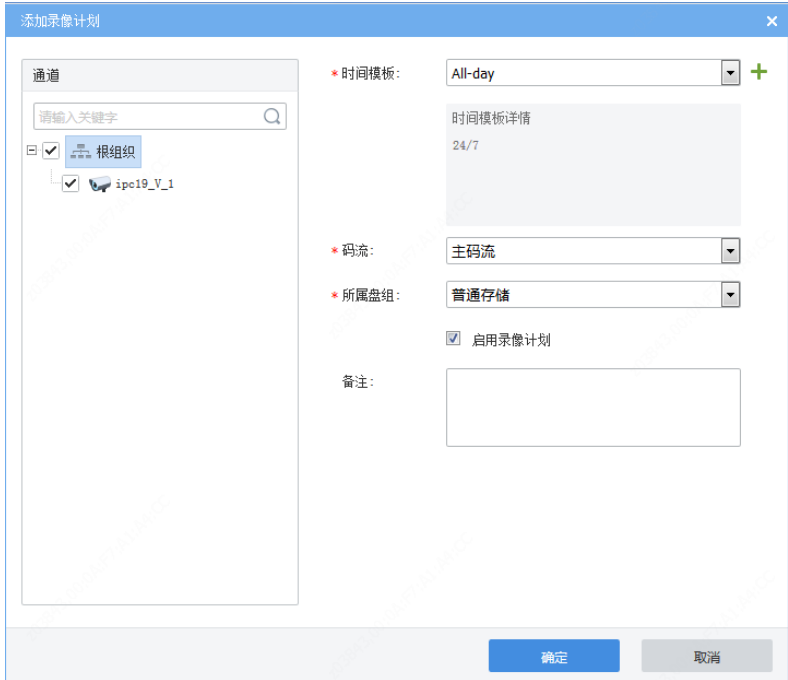 添加录像计划
通道
请输入关键字
根组织
ipc19_V_1
*时间模板:
All-day
时间模板详情
24/7
*码流:
主码流
*所属盘组:
普通存储
启用录像计划
备注:
确定
取消